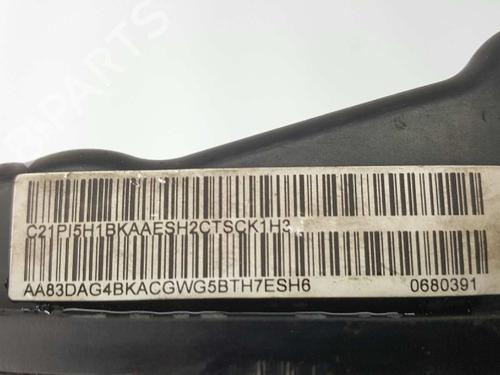 C21PI5H1BKAAESH2CTSCK1H3
AA83DAG4BKACGWG5BTH7ESH6 0680391